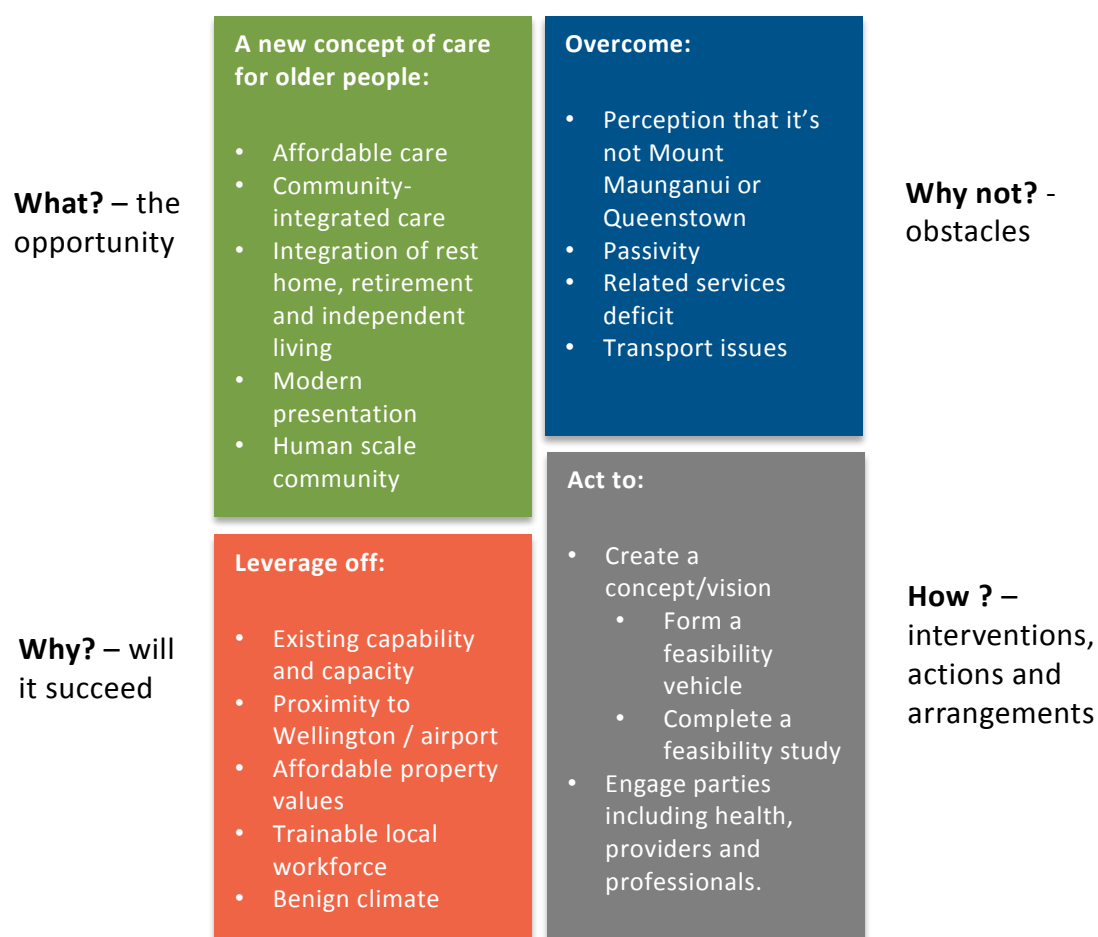 What? – the
opportunity
A new concept of care
for older people:
• Affordable care
• Community-
integrated care
• Integration of rest
home, retirement
and independent
living
• Modern
presentation
• Human scale
community
Overcome:
• Perception that it's
not Mount
Maunganui or
Queenstown
• Passivity
• Related services
deficit
• Transport issues
Why not? -
obstacles
Why? – will
it succeed
Leverage off:
• Existing capability
and capacity
• Proximity to
Wellington / airport
• Affordable property
values
• Trainable local
workforce
• Benign climate
Act to:
• Create a
concept/vision
• Form a
feasibility
vehicle
• Complete a
feasibility study
• Engage parties
including health,
providers and
professionals.
How ? –
interventions,
actions and
arrangements